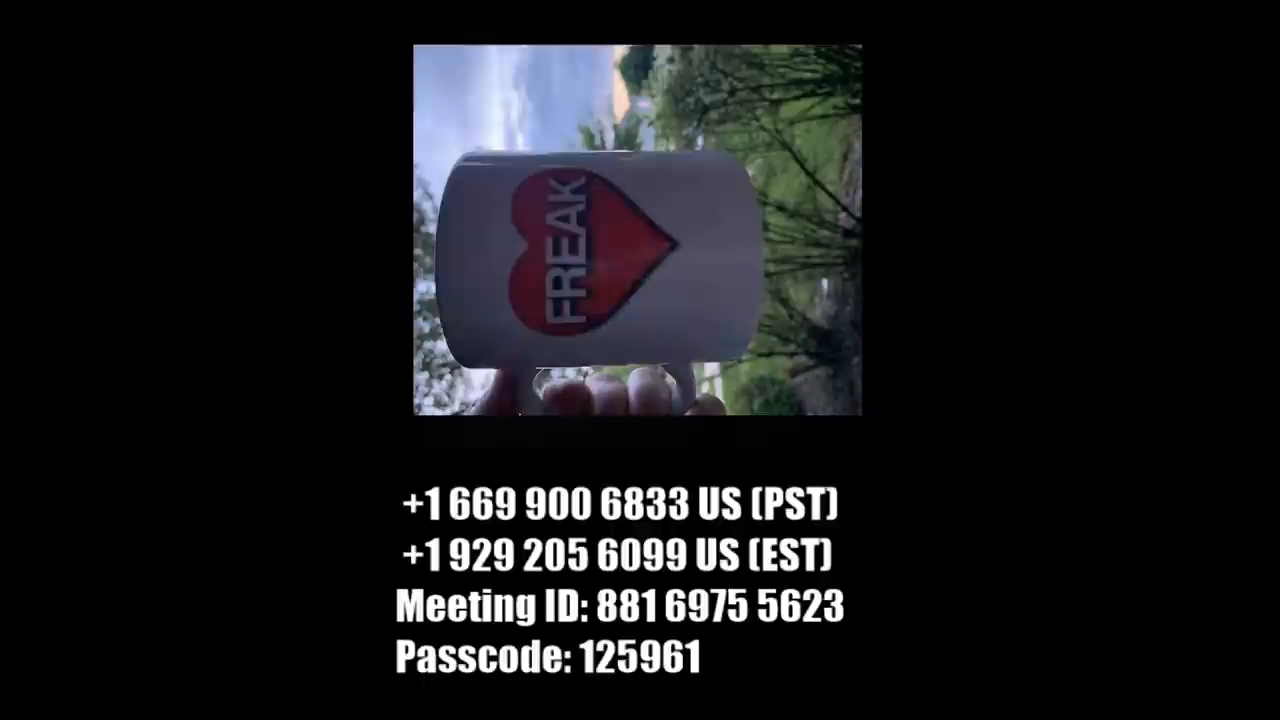 FREAK
+1 669 900 6833 US (PST)
+1 929 205 6099 US (EST)
Meeting ID: 881 6975 5623
Passcode: 125961